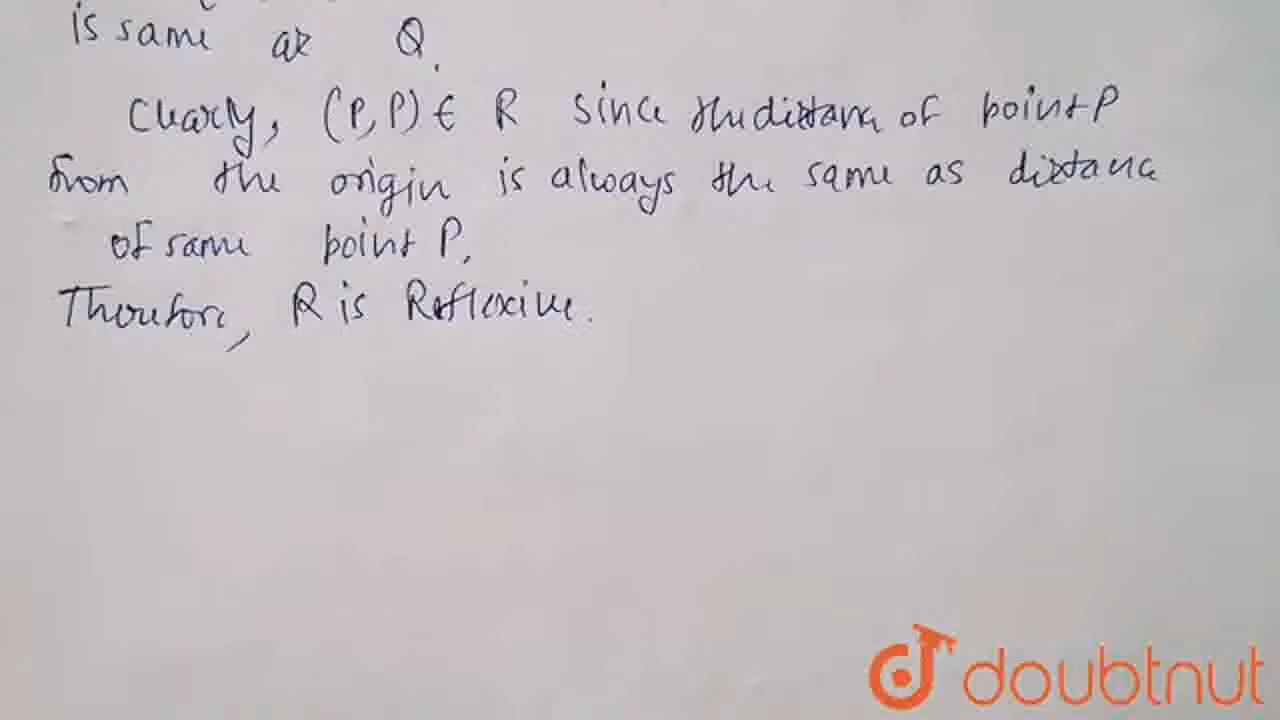 is same as Q.
Clearly, (P,P) ∈ R since the distance of point P
from the origin is always the same as distance
of same point P.
Therefore, R is Reflexive.
doubtnut